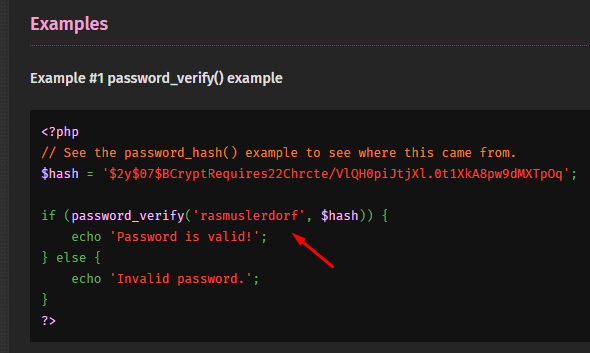 Examples
Example #1 password_verify() example
<?php
// See the password_hash() example to see where this came from.
$hash = '$2y$07$BCryptRequires22Chrcte/VlQH0piJtjXl.0t1XkA8pw9dMXTTpOq';

if (password_verify('rasmuslerdorf', $hash)) {
    echo 'Password is valid!';
} else {
    echo 'Invalid password.';
}
?>